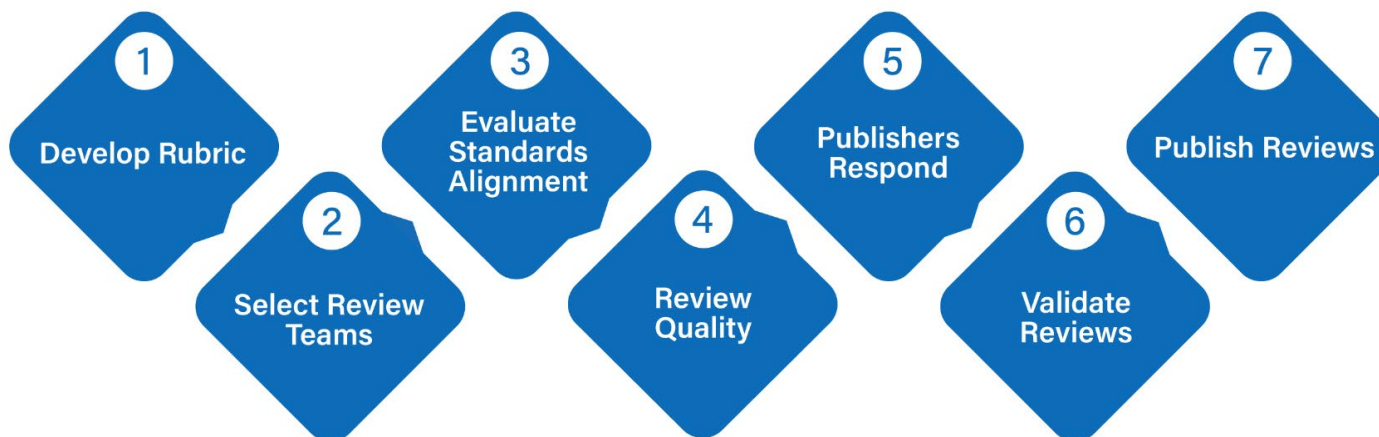 1
Develop Rubric
2
Select Review
Teams
3
Evaluate
Standards
Alignment
4
Review
Quality
5
Publishers
Respond
6
Validate
Reviews
7
Publish Reviews